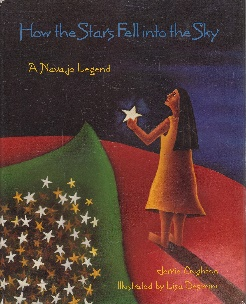 How the Stars Fell into the Sky
A Navajo Legend
Jerrie Oughton
Illustrated by Lisa Desimini